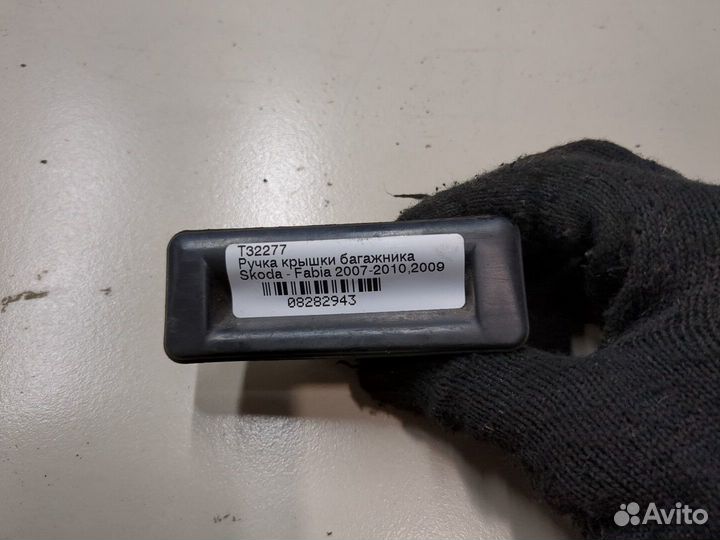 T32277
Ручка крышки багажника
Skoda - Fabia 2007-2010,2009
08282943
Avito